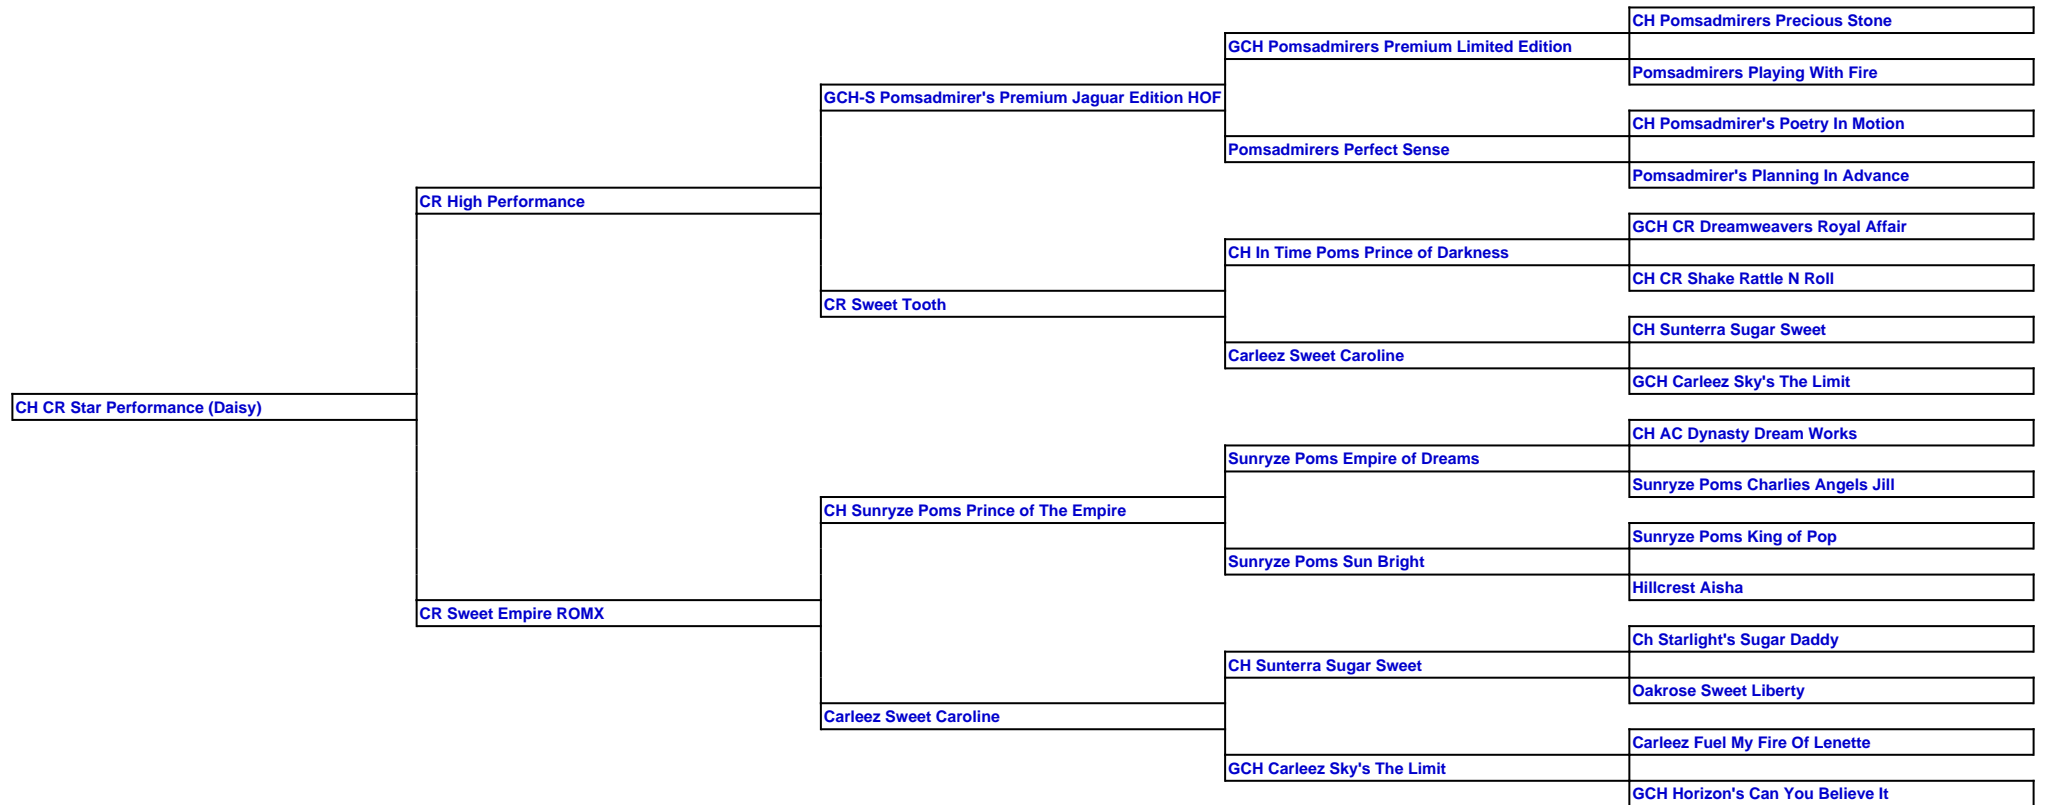 CH Pomsadmirers Precious Stone
GCH Pomsadmirers Premium Limited Edition
Pomsadmirers Playing With Fire
GCH-S Pomsadmirer's Premium Jaguar Edition HOF
CH Pomsadmirer's Poetry In Motion
Pomsadmirers Perfect Sense
Pomsadmirer's Planning In Advance
CR High Performance
GCH CR Dreamweavers Royal Affair
CH In Time Poms Prince of Darkness
CH CR Shake Rattle N Roll
CR Sweet Tooth
CH Sunterra Sugar Sweet
Carleez Sweet Caroline
GCH Carleez Sky's The Limit
CH CR Star Performance (Daisy)
CH AC Dynasty Dream Works
Sunryze Poms Empire of Dreams
Sunryze Poms Charlies Angels Jill
CH Sunryze Poms Prince of The Empire
Sunryze Poms King of Pop
Sunryze Poms Sun Bright
Hillcrest Aisha
CR Sweet Empire ROMX
Ch Starlight's Sugar Daddy
CH Sunterra Sugar Sweet
Oakrose Sweet Liberty
Carleez Sweet Caroline
Carleez Fuel My Fire Of Lenette
GCH Carleez Sky's The Limit
GCH Horizon's Can You Believe It